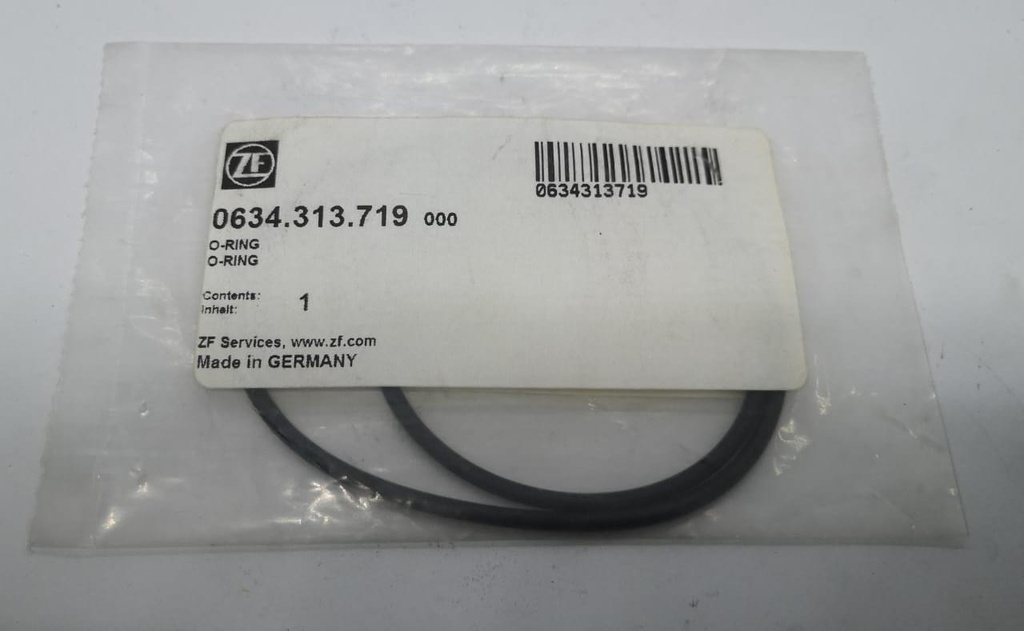 ZF
0634313719
0634.313.719 000
O-RING
O-RING
Contents:
Inhalt: 1
ZF Services, www.zf.com
Made in GERMANY